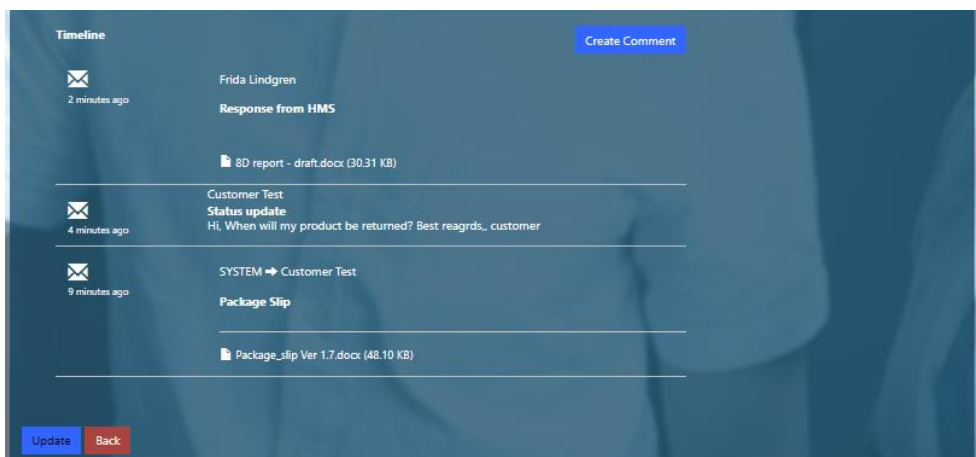 Timeline
Create Comment
2 minutes ago
Frida Lindgren
Response from HMS
8D report - draft.docx (30.31 KB)
Customer Test
Status update
4 minutes ago
Hi, When will my product be returned? Best reagrds,, customer
9 minutes ago
SYSTEM ➔ Customer Test
Package Slip
Package_slip Ver 1.7.docx (48.10 KB)
Update
Back